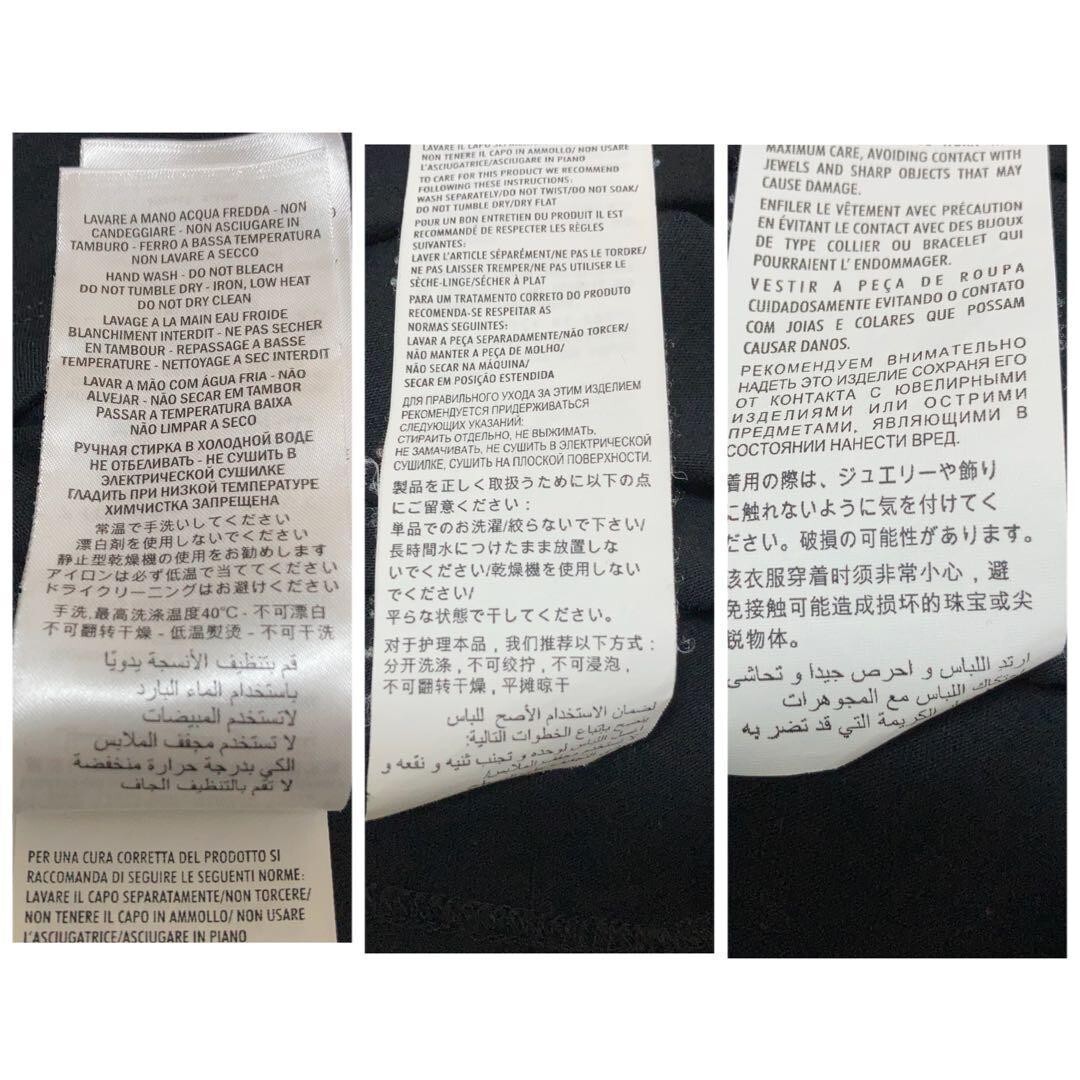 LAVARE A MANO ACQUA FREDDA - NON
CANDEGGIARE - NON ASCIUGARE IN
TAMBURO - FERRO A BASSA TEMPERATURA
NON LAVARE A SECCO
HAND WASH - DO NOT BLEACH
DO NOT TUMBLE DRY - IRON, LOW HEAT
DO NOT DRY CLEAN
LAVAGE A LA MAIN EAU FROIDE
BLANCHIMENT INTERDIT - NE PAS SECHER
EN TAMBOUR - REPASSAGE A BASSE
TEMPERATURE - NETTOYAGE A SEC INTERDIT
LAVAR A MÃO COM ÁGUA FRIA - NÃO
ALVEJAR - NÃO SECAR EM TAMBOR
PASSAR A TEMPERATURA BAIXA
NÃO LIMPAR A SECO
РУЧНАЯ СТИРКА В ХОЛОДНОЙ ВОДЕ
НЕ ОТБЕЛИВАТЬ - НЕ СУШИТЬ В
ЭЛЕКТРИЧЕСКОЙ СУШИЛКЕ
ГЛАДИТЬ ПРИ НИЗКОЙ ТЕМПЕРАТУРЕ
ХИМЧИСТКА ЗАПРЕЩЕНА
常温で手洗いしてください
漂白剤を使用しないでください
静止型乾燥機の使用をお勧めします
アイロンは必ず低温で当ててください
ドライクリーニングはお避けください
手洗,最高洗涤温度40°C - 不可漂白
不可翻转干燥 - 低温熨烫 - 不可干洗
قم بتنظيف الأنسجة يدويًا
باستخدام الماء البارد
لاتستخدم المبيضات
لا تستخدم مجفف الملابس
الكي بدرجة حرارة منخفضة
لا تقم بالتنظيف الجاف
PER UNA CURA CORRETTA DEL PRODOTTO SI
RACCOMANDA DI SEGUIRE LE SEGUENTI NORME:
LAVARE IL CAPO SEPARATAMENTE/NON TORCERE/
NON TENERE IL CAPO IN AMMOLLO/ NON USARE
L'ASCIUGATRICE/ASCIUGARE IN PIANO
LAVARE IL CAPO
NON TENERE IL CAPO IN AMMOLLO/ NON USARE
L'ASCIUGATRICE/ASCIUGARE IN PIANO
TO CARE FOR THIS PRODUCT WE RECOMMEND
FOLLOWING THESE INSTRUCTIONS:
WASH SEPARATELY/DO NOT TWIST/DO NOT SOAK/
DO NOT TUMBLE DRY/DRY FLAT
POUR UN BON ENTRETIEN DU PRODUIT IL EST
RECOMMANDÉ DE RESPECTER LES RÈGLES
SUIVANTES:
LAVER L'ARTICLE SÉPARÉMENT/NE PAS LE TORDRE/
NE PAS LAISSER TREMPER/NE PAS UTILISER LE
SÈCHE-LINGE/SÉCHER À PLAT
PARA UM TRATAMENTO CORRETO DO PRODUTO
RECOMENDA-SE RESPEITAR AS
NORMAS SEGUINTES:
LAVAR A PEÇA SEPARADAMENTE/NÃO TORCER/
NÃO MANTER A PEÇA DE MOLHO/
NÃO SECAR NA MÁQUINA/
SECAR EM POSIÇÃO ESTENDIDA
ДЛЯ ПРАВИЛЬНОГО УХОДА ЗА ЭТИМ ИЗДЕЛИЕМ
РЕКОМЕНДУЕТСЯ ПРИДЕРЖИВАТЬСЯ
СЛЕДУЮЩИХ УКАЗАНИЙ:
СТИРАИТЬ ОТДЕЛЬНО, НЕ ВЫЖИМАТЬ,
НЕ ЗАМАЧИВАТЬ, НЕ СУШИТЬ В ЭЛЕКТРИЧЕСКОЙ
СУШИЛКЕ, СУШИТЬ НА ПЛОСКОЙ ПОВЕРХНОСТИ.
製品を正しく取扱うために以下の点
にご留意ください：
単品でのお洗濯/絞らないで下さい/
長時間水につけたまま放置しな
いでください/乾燥機を使用しない
でください/
平らな状態で干してください。
对于护理本品，我们推荐以下方式：
分开洗涤，不可绞拧，不可浸泡，
不可翻转干燥，平摊晾干
لضمان الاستخدام الأصح للباس
ينصح بإتباع الخطوات التالية:
اللباس لوحده و تجنب ثنيه و نقعه و
MAXIMUM CARE, AVOIDING CONTACT WITH
JEWELS AND SHARP OBJECTS THAT MAY
CAUSE DAMAGE.
ENFILER LE VÊTEMENT AVEC PRÉCAUTION
EN ÉVITANT LE CONTACT AVEC DES BIJOUX
DE TYPE COLLIER OU BRACELET QUI
POURRAIENT L' ENDOMMAGER.
VESTIR A PEÇA DE ROUPA
CUIDADOSAMENTE EVITANDO O CONTATO
COM JOIAS E COLARES QUE POSSAM
CAUSAR DANOS.
РЕКОМЕНДУЕМ ВНИМАТЕЛЬНО
НАДЕТЬ ЭТО ИЗДЕЛИЕ СОХРАНЯ ЕГО
ОТ КОНТАКТА С ЮВЕЛИРНЫМИ
ИЗДЕЛИЯМИ ИЛИ ОСТРИМИ
ПРЕДМЕТАМИ, ЯВЛЯЮЩИМИ В
СОСТОЯНИИ НАНЕСТИ ВРЕД.
着用の際は、ジュエリーや飾り
に触れないように気を付けてく
ださい。破損の可能性があります。
该衣服穿着时须非常小心，避
免接触可能造成损坏的珠宝或尖
锐物体。
ارتد اللباس و احرص جيدا و تحاشى
اللباس مع المجوهرات
الكريمة التي قد تضر به